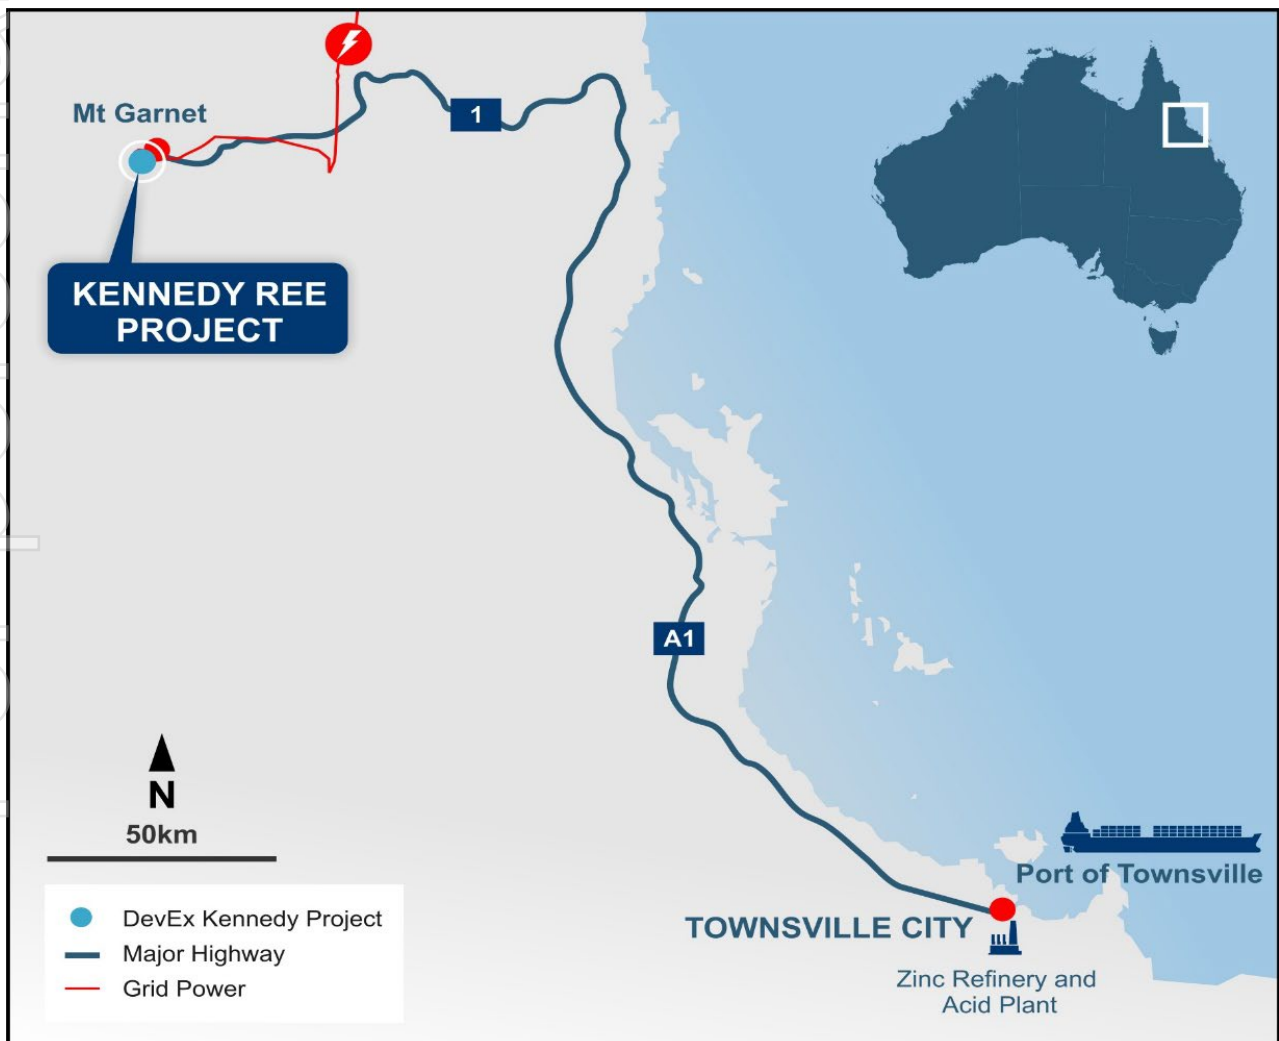 Mt Garnet
1
KENNEDY REE
PROJECT
A1
N
50km
Port of Townsville
TOWNSVILLE CITY
Zinc Refinery and
Acid Plant
DevEx Kennedy Project
Major Highway
Grid Power